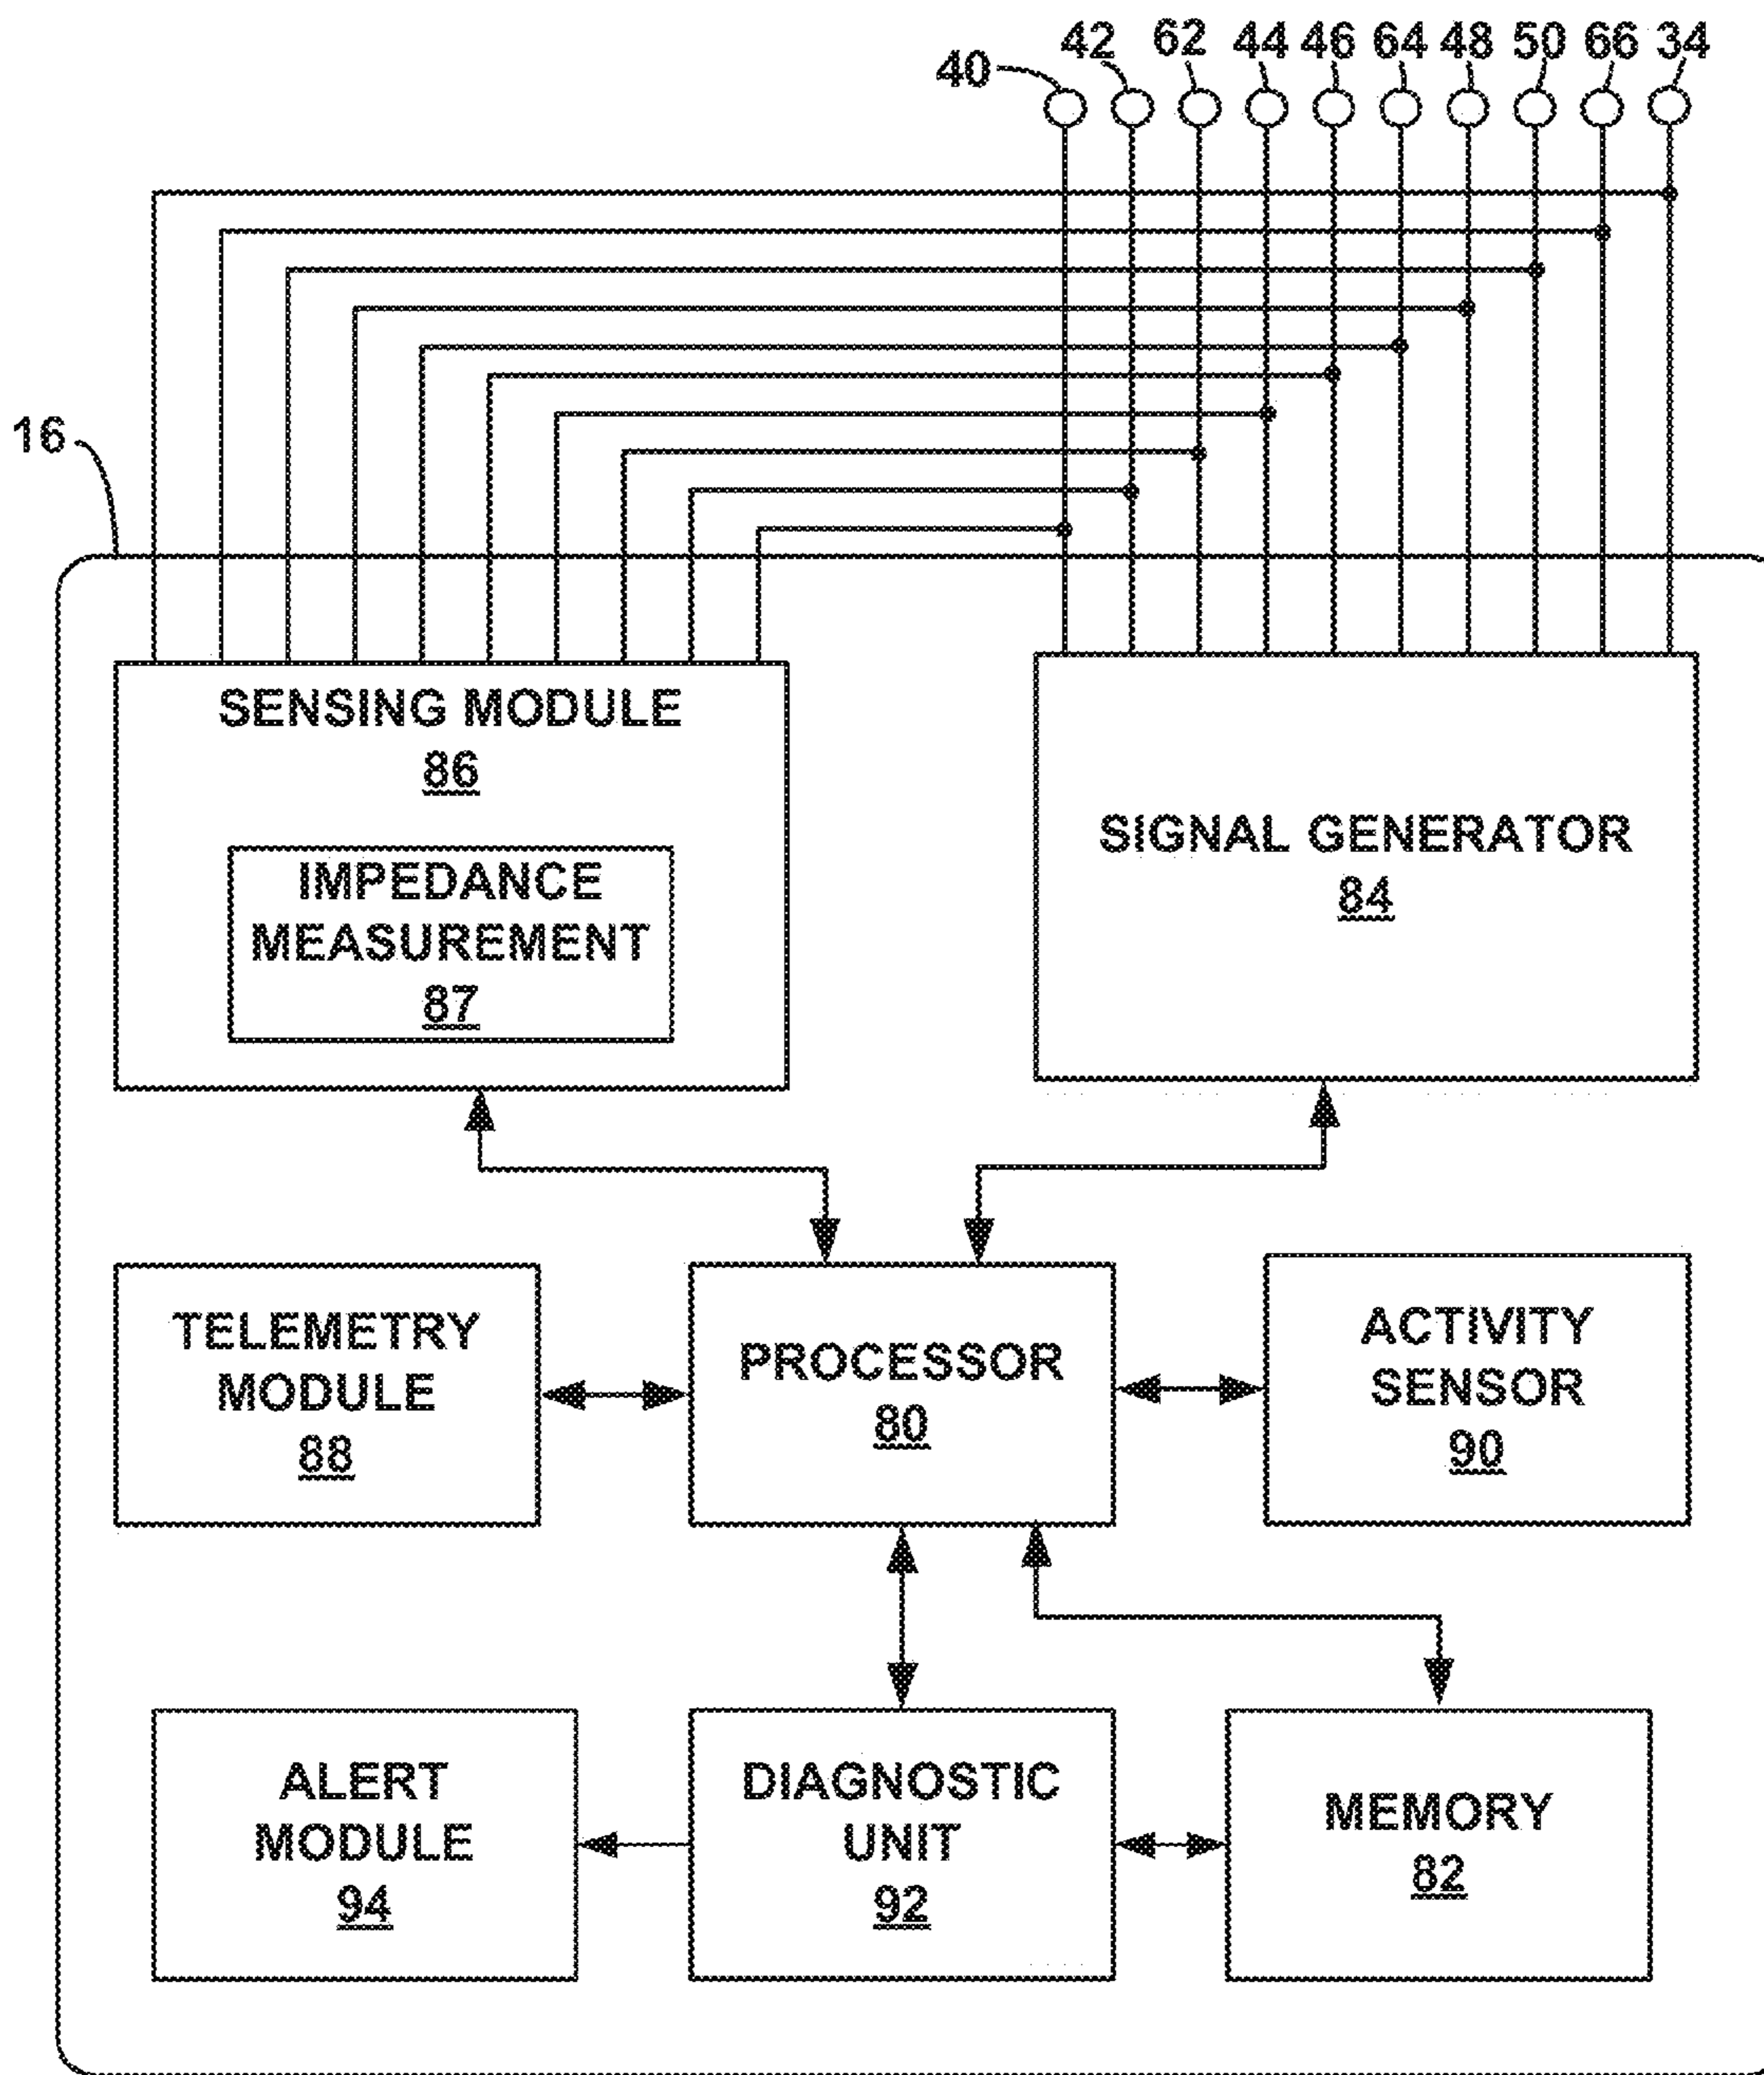 40 42 62 44 46 64 48 50 66 34
16
SENSING MODULE
86
IMPEDANCE
MEASUREMENT
87
SIGNAL GENERATOR
84
TELEMETRY
MODULE
88
PROCESSOR
80
ACTIVITY
SENSOR
90
ALERT
MODULE
94
DIAGNOSTIC
UNIT
92
MEMORY
82